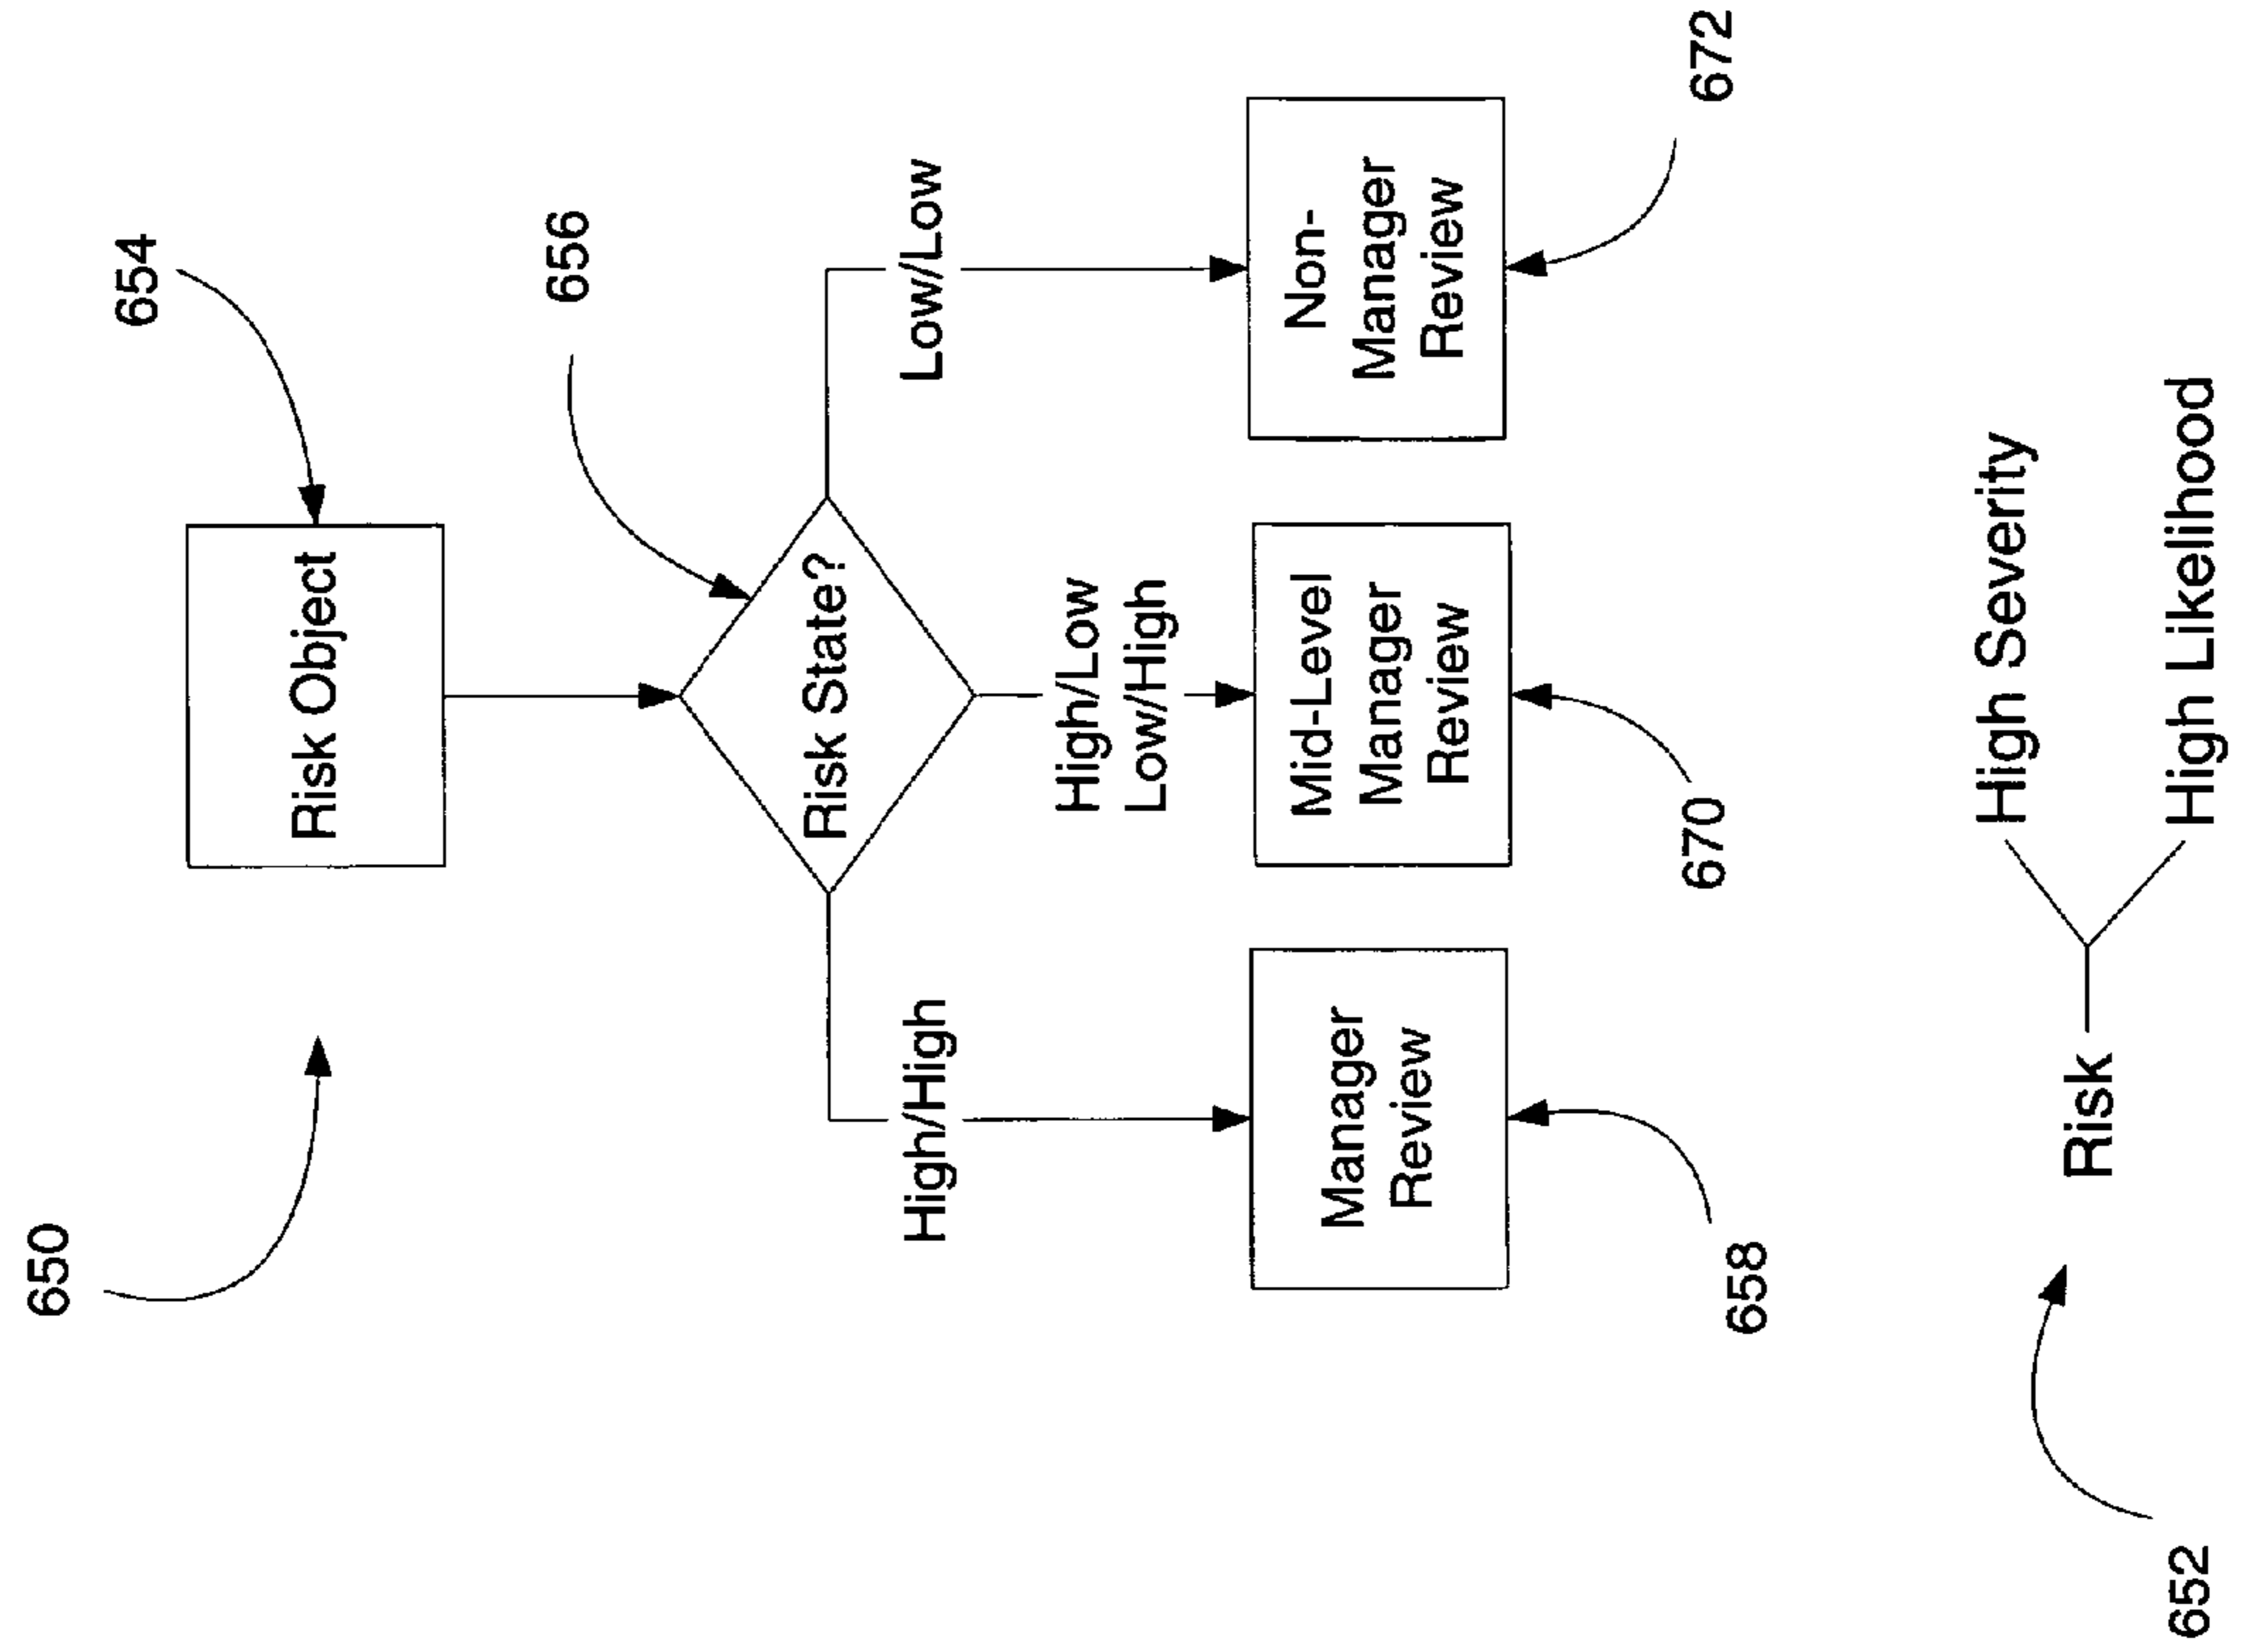 650
654
Risk Object
656
Risk State?
High/High
High/Low
Low/High
Low/Low
Manager
Review
Mid-Level
Manager
Review
Non-
Manager
Review
658
670
672
652
Risk
High Severity
High Likelihood